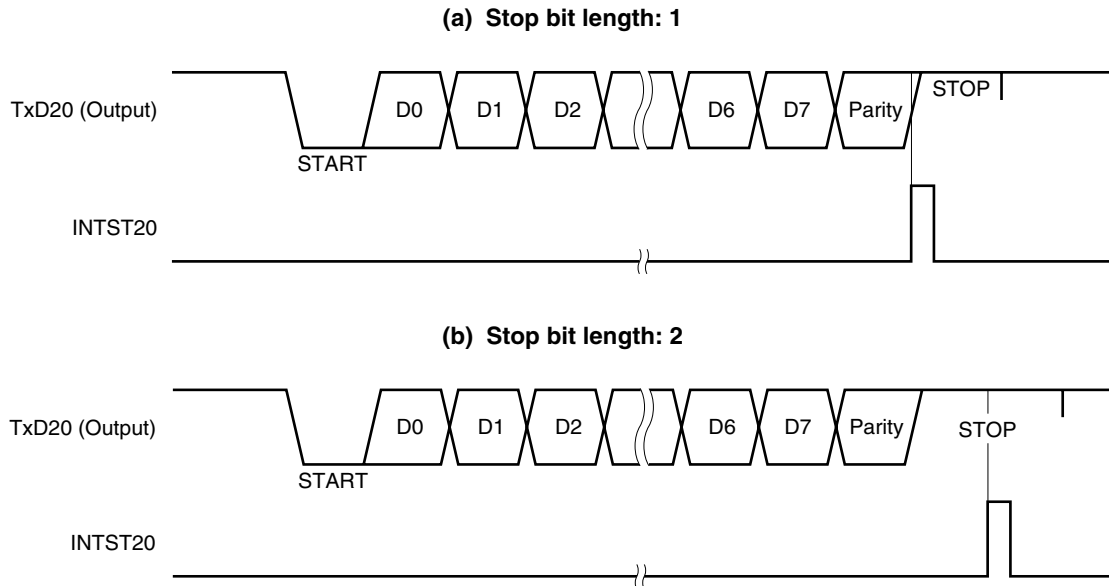 (a) Stop bit length: 1
TxD20 (Output)
D0 D1 D2 D6 D7 Parity STOP
START
INTST20
(b) Stop bit length: 2
TxD20 (Output)
D0 D1 D2 D6 D7 Parity STOP
START
INTST20